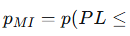 p_{MI} = p(PL ≤